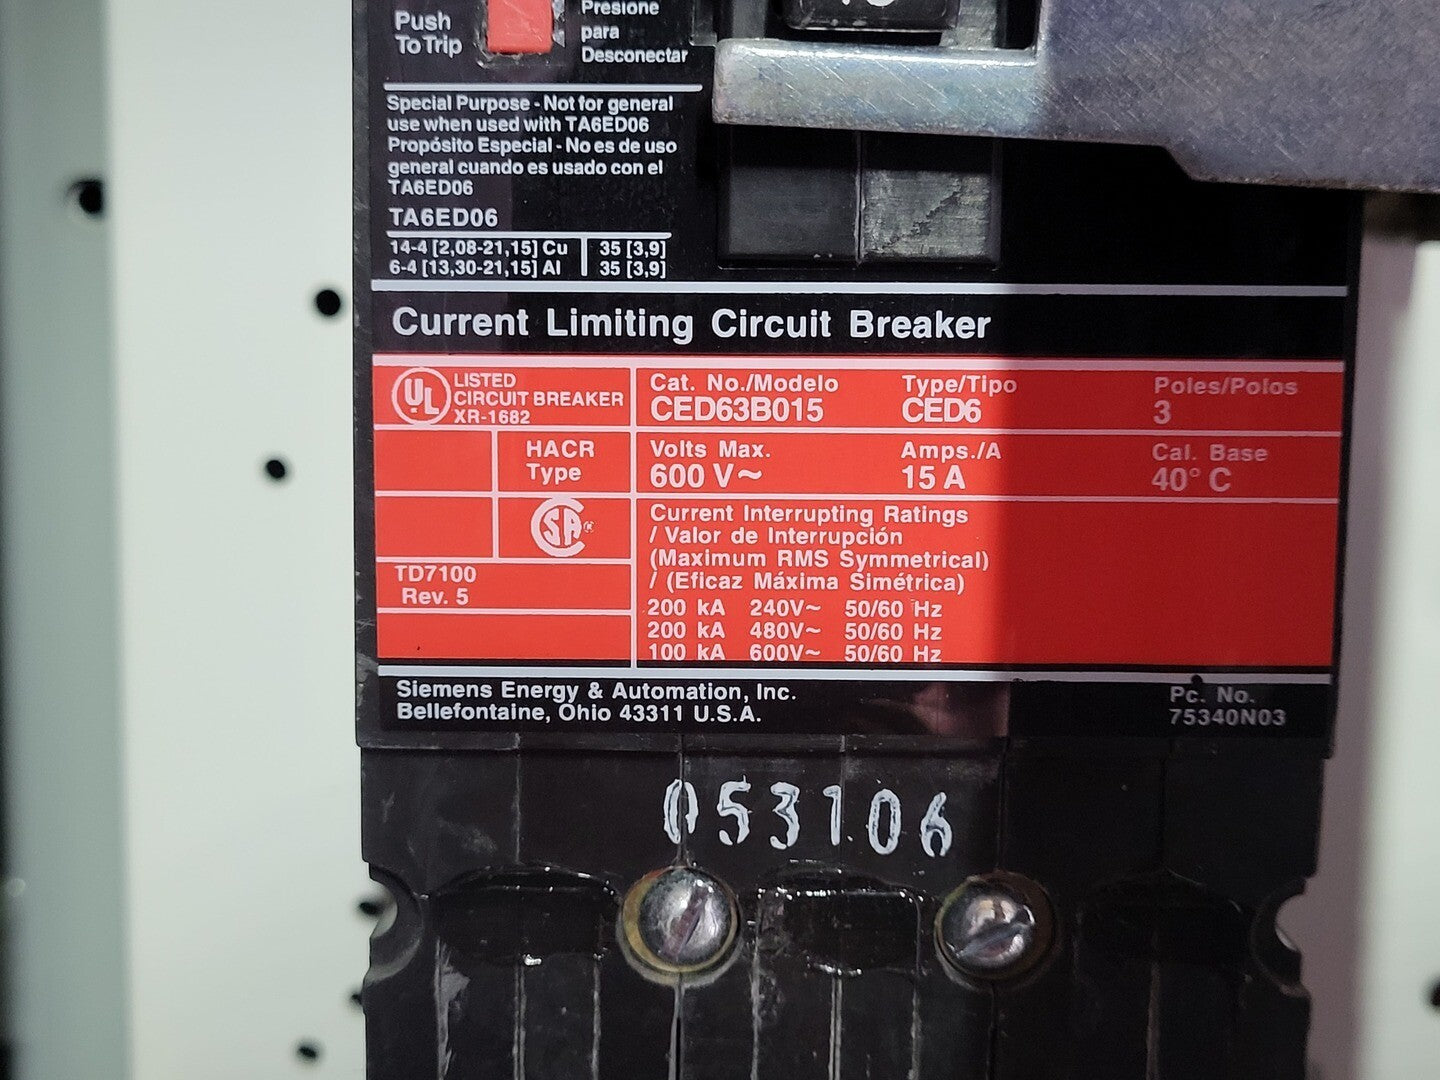 Push
To Trip
Presione
para
Desconectar
Special Purpose - Not for general
use when used with TA6ED06
Propósito Especial - No es de uso
general cuando es usado con el
TA6ED06
TA6ED06
14-4 [2,08-21,15] Cu 35 [3,9]
6-4 [13,30-21,15] Al 35 [3,9]
Current Limiting Circuit Breaker
UL LISTED
CIRCUIT BREAKER
XR-1682
HACR
Type
CSA
TD7100
Rev. 5
Cat. No./Modelo Type/Tipo Poles/Polos
CED63B015 CED6 3
Volts Max. Amps./A Cal. Base
600 V~ 15 A 40° C
Current Interrupting Ratings
/ Valor de Interrupción
(Maximum RMS Symmetrical)
/ (Eficaz Máxima Simétrica)
200 kA 240V~ 50/60 Hz
200 kA 480V~ 50/60 Hz
100 kA 600V~ 50/60 Hz
Siemens Energy & Automation, Inc.
Bellefontaine, Ohio 43311 U.S.A.
Pc. No.
75340N03
053106